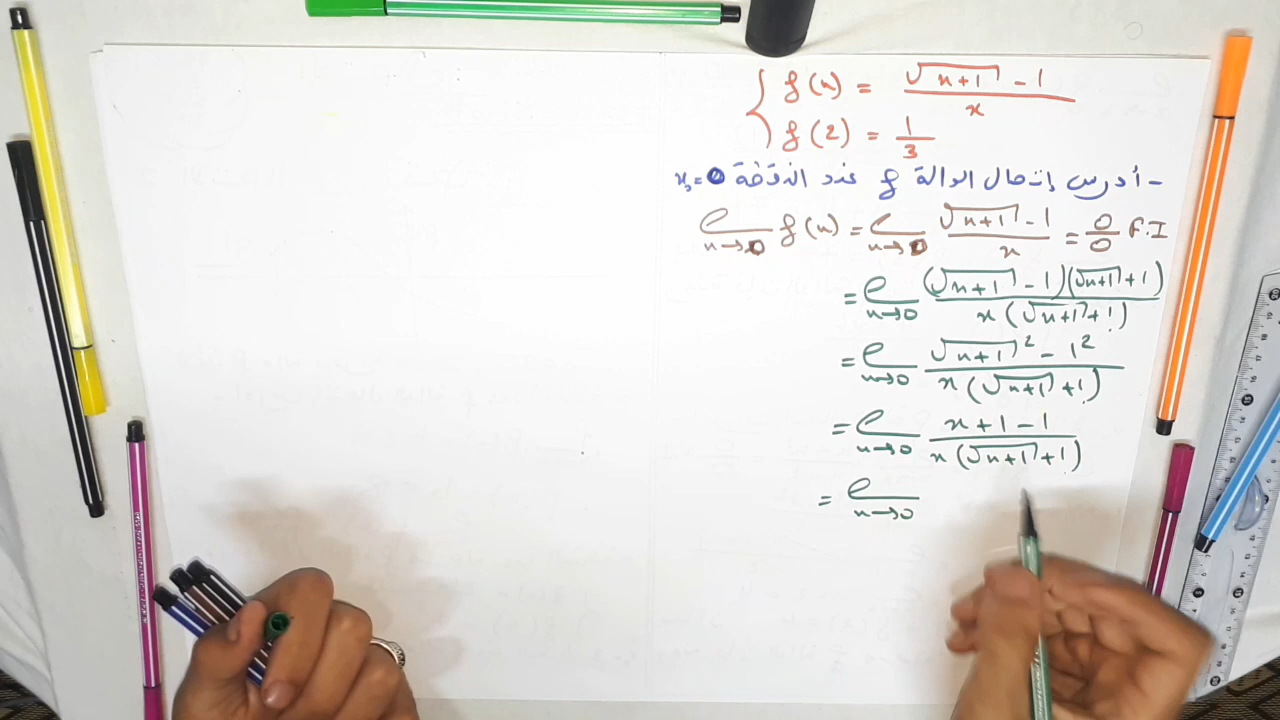 f(x) = (√(x+1) - 1) / x
f(2) = 1/3
- أدرس إتصال الدالة f عند النقطة x₀=0
lim x→0 f(x) = lim x→0 (√(x+1) - 1) / x = 0/0 F.I
= lim x→0 (√(x+1) - 1)(√(x+1) + 1) / x(√(x+1) + 1)
= lim x→0 (√(x+1)² - 1²) / x(√(x+1) + 1)
= lim x→0 (x+1-1) / x(√(x+1) + 1)
= lim x→0